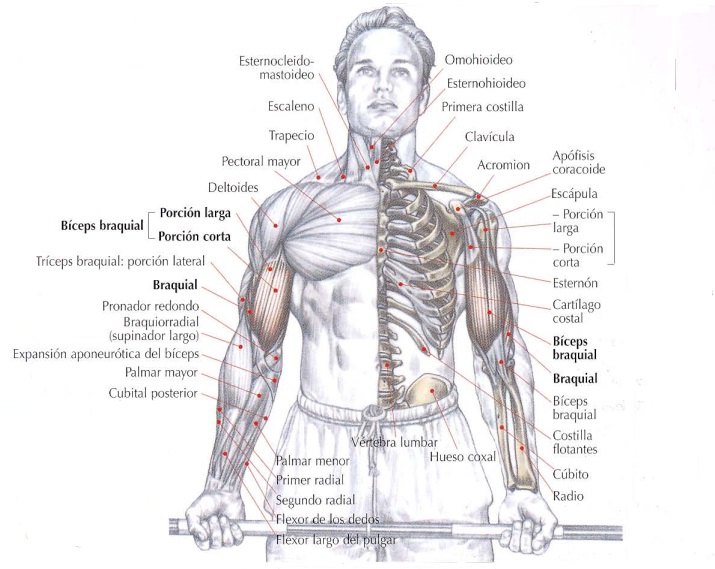 Esternocleido-
mastoideo
Escaleno
Trapecio
Pectoral mayor
Deltoides
Porción larga
Bíceps braquial
Porción corta
Tríceps braquial: porción lateral
Braquial
Pronador redondo
Braquiorradial
(supinador largo)
Expansión aponeurótica del bíceps
Palmar mayor
Cubital posterior
Palmar menor
Primer radial
Segundo radial
Flexor de los dedos
Flexor largo del pulgar
Vértebra lumbar
Hueso coxal
Omohioideo
Esternohioideo
Primera costilla
Clavícula
Acromion
Apófisis
coracoide
Escápula
– Porción
larga
– Porción
corta
Esternón
Cartílago
costal
Bíceps
braquial
Braquial
Bíceps
braquial
Costilla
flotantes
Cúbito
Radio